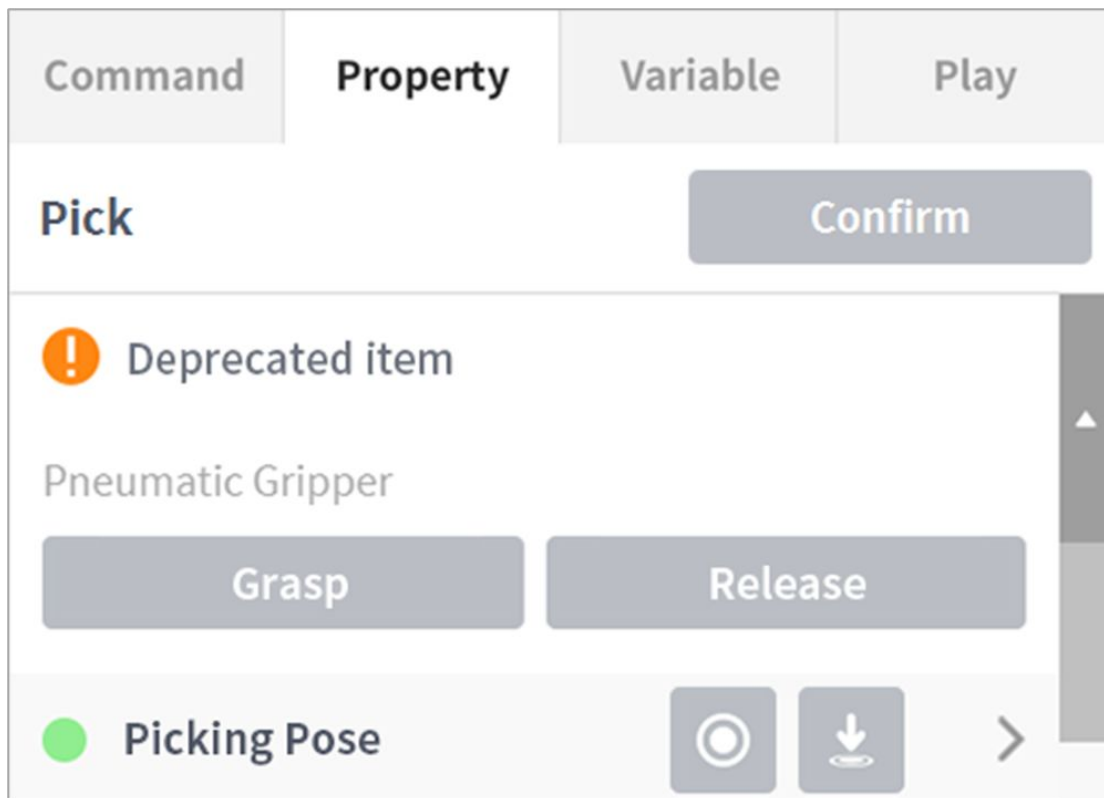 Command Property Variable Play
Pick Confirm
Deprecated item
Pneumatic Gripper
Grasp Release
Picking Pose